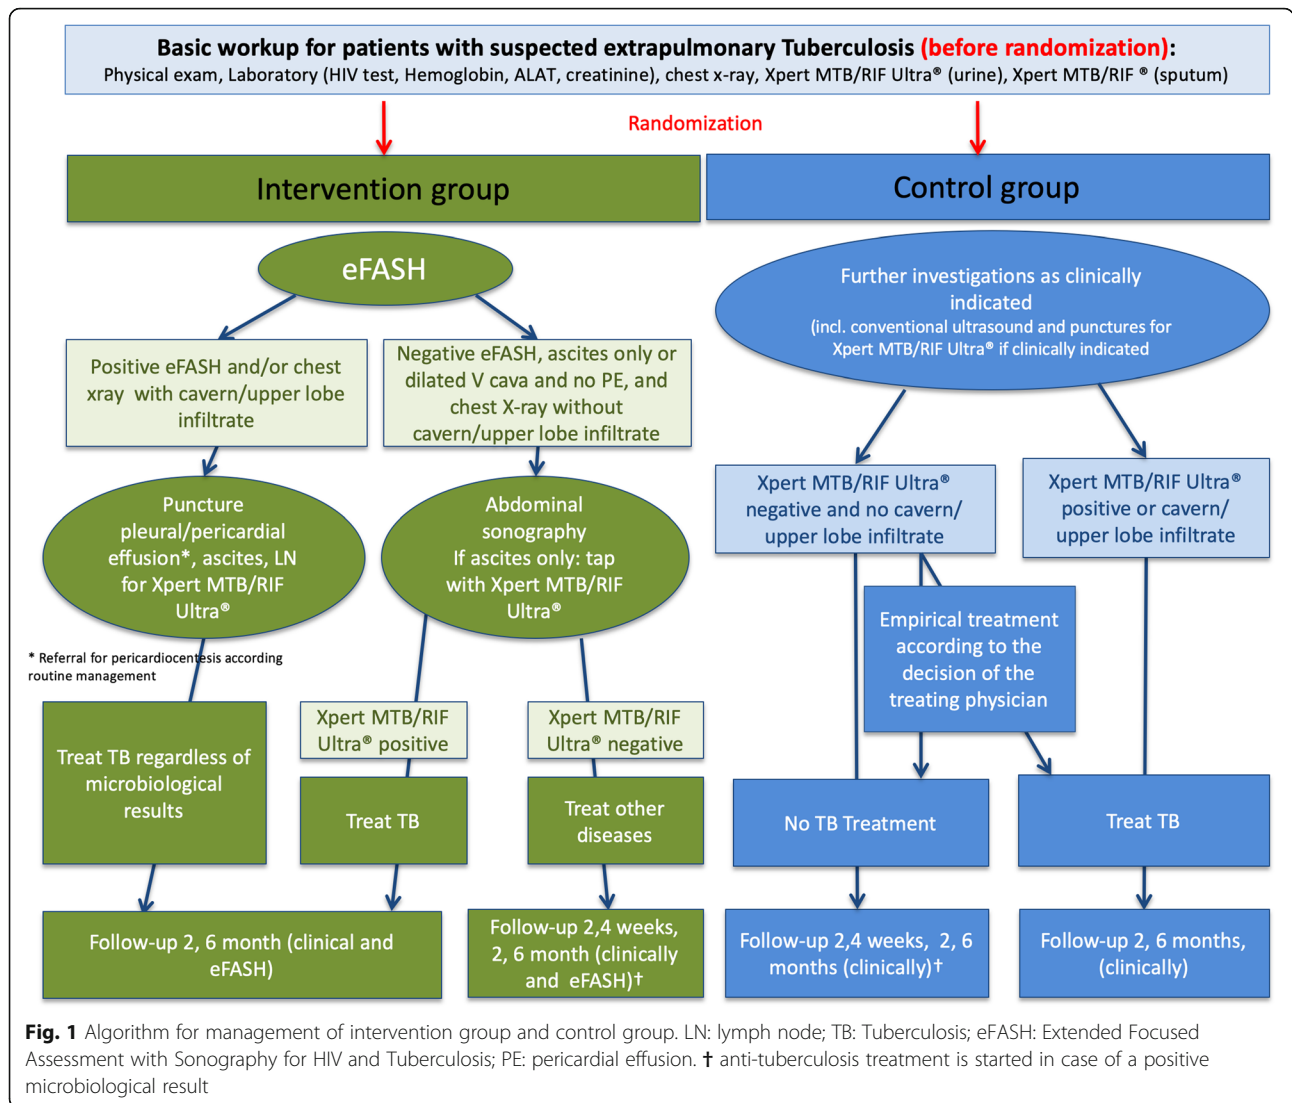 Basic workup for patients with suspected extrapulmonary Tuberculosis (before randomization):
Physical exam, Laboratory (HIV test, Hemoglobin, ALAT, creatinine), chest x-ray, Xpert MTB/RIF Ultra® (urine), Xpert MTB/RIF ® (sputum)
Randomization
Intervention group
Control group
eFASH
Further investigations as clinically
indicated
(incl. conventional ultrasound and punctures for
Xpert MTB/RIF Ultra® if clinically indicated
Positive eFASH and/or chest
xray with cavern/upper lobe
infiltrate
Negative eFASH, ascites only or
dilated V cava and no PE, and
chest X-ray without
cavern/upper lobe infiltrate
Xpert MTB/RIF Ultra®
negative and no cavern/
upper lobe infiltrate
Xpert MTB/RIF Ultra®
positive or cavern/
upper lobe infiltrate
Puncture
pleural/pericardial
effusion*, ascites, LN
for Xpert MTB/RIF
Ultra®
Abdominal
sonography
If ascites only: tap
with Xpert MTB/RIF
Ultra®
Empirical treatment
according to the
decision of the
treating physician
* Referral for pericardiocentesis according
routine management
Xpert MTB/RIF
Ultra® positive
Xpert MTB/RIF
Ultra® negative
Treat TB regardless of
microbiological
results
Treat TB
Treat other
diseases
No TB Treatment
Treat TB
Follow-up 2, 6 month (clinical and
eFASH)
Follow-up 2,4 weeks,
2, 6 month (clinically
and eFASH)†
Follow-up 2,4 weeks, 2, 6
months (clinically)†
Follow-up 2, 6 months,
(clinically)
Fig. 1 Algorithm for management of intervention group and control group. LN: lymph node; TB: Tuberculosis; eFASH: Extended Focused
Assessment with Sonography for HIV and Tuberculosis; PE: pericardial effusion. † anti-tuberculosis treatment is started in case of a positive
microbiological result